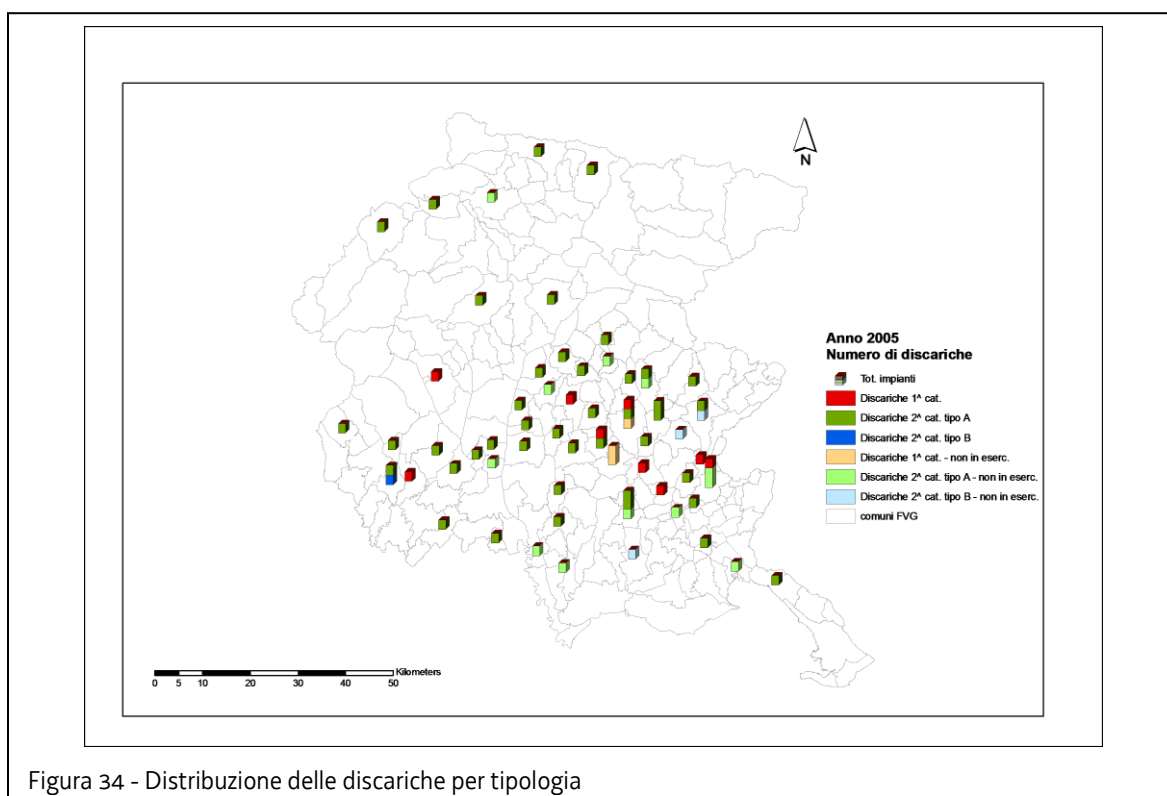 N
Anno 2005
Numero di discariche
Tot. impianti
Discariche 1^ cat.
Discariche 2^ cat. tipo A
Discariche 2^ cat. tipo B
Discariche 1^ cat. - non in eserc.
Discariche 2^ cat. tipo A - non in eserc.
Discariche 2^ cat. tipo B - non in eserc.
comuni FVG
Kilometers
0 5 10 20 30 40 50
Figura 34 - Distribuzione delle discariche per tipologia